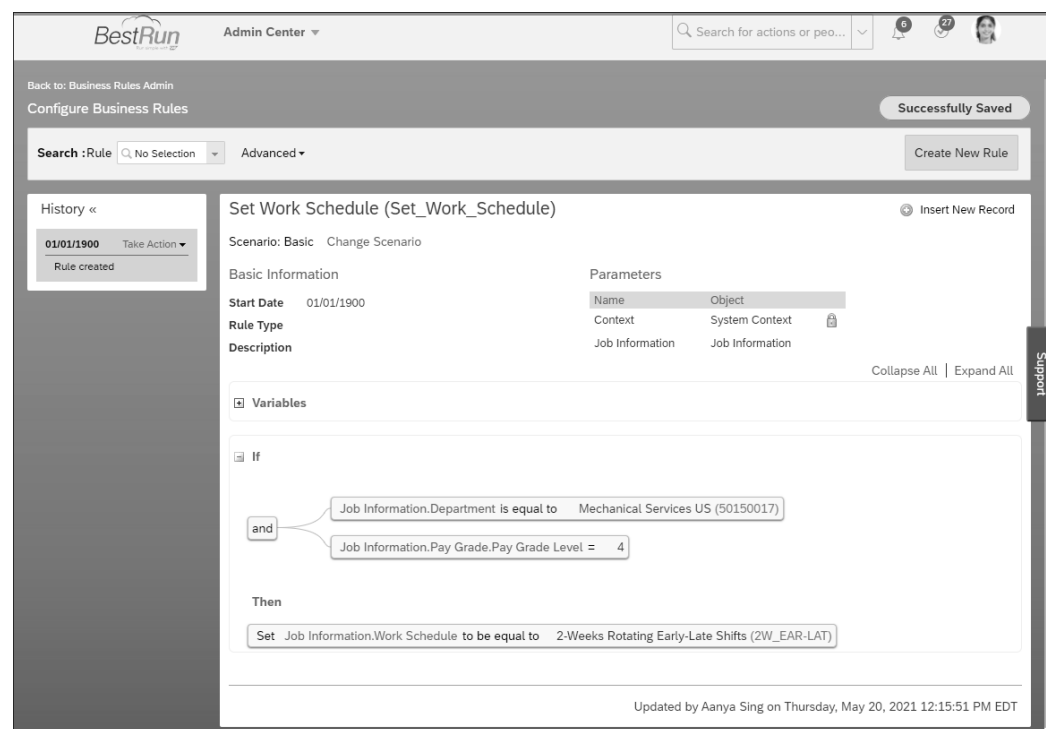 BestRun
Admin Center
Search for actions or peo...
6
27
Back to: Business Rules Admin
Configure Business Rules
Successfully Saved
Search :Rule No Selection Advanced
Create New Rule
History «
01/01/1900 Take Action
Rule created
Set Work Schedule (Set_Work_Schedule)
Insert New Record
Scenario: Basic Change Scenario
Basic Information
Start Date 01/01/1900
Rule Type
Description
Parameters
Name Object
Context System Context
Job Information Job Information
Collapse All | Expand All
Support
Variables
If
and
Job Information.Department is equal to Mechanical Services US (50150017)
Job Information.Pay Grade.Pay Grade Level = 4
Then
Set Job Information.Work Schedule to be equal to 2-Weeks Rotating Early-Late Shifts (2W_EAR-LAT)
Updated by Aanya Sing on Thursday, May 20, 2021 12:15:51 PM EDT